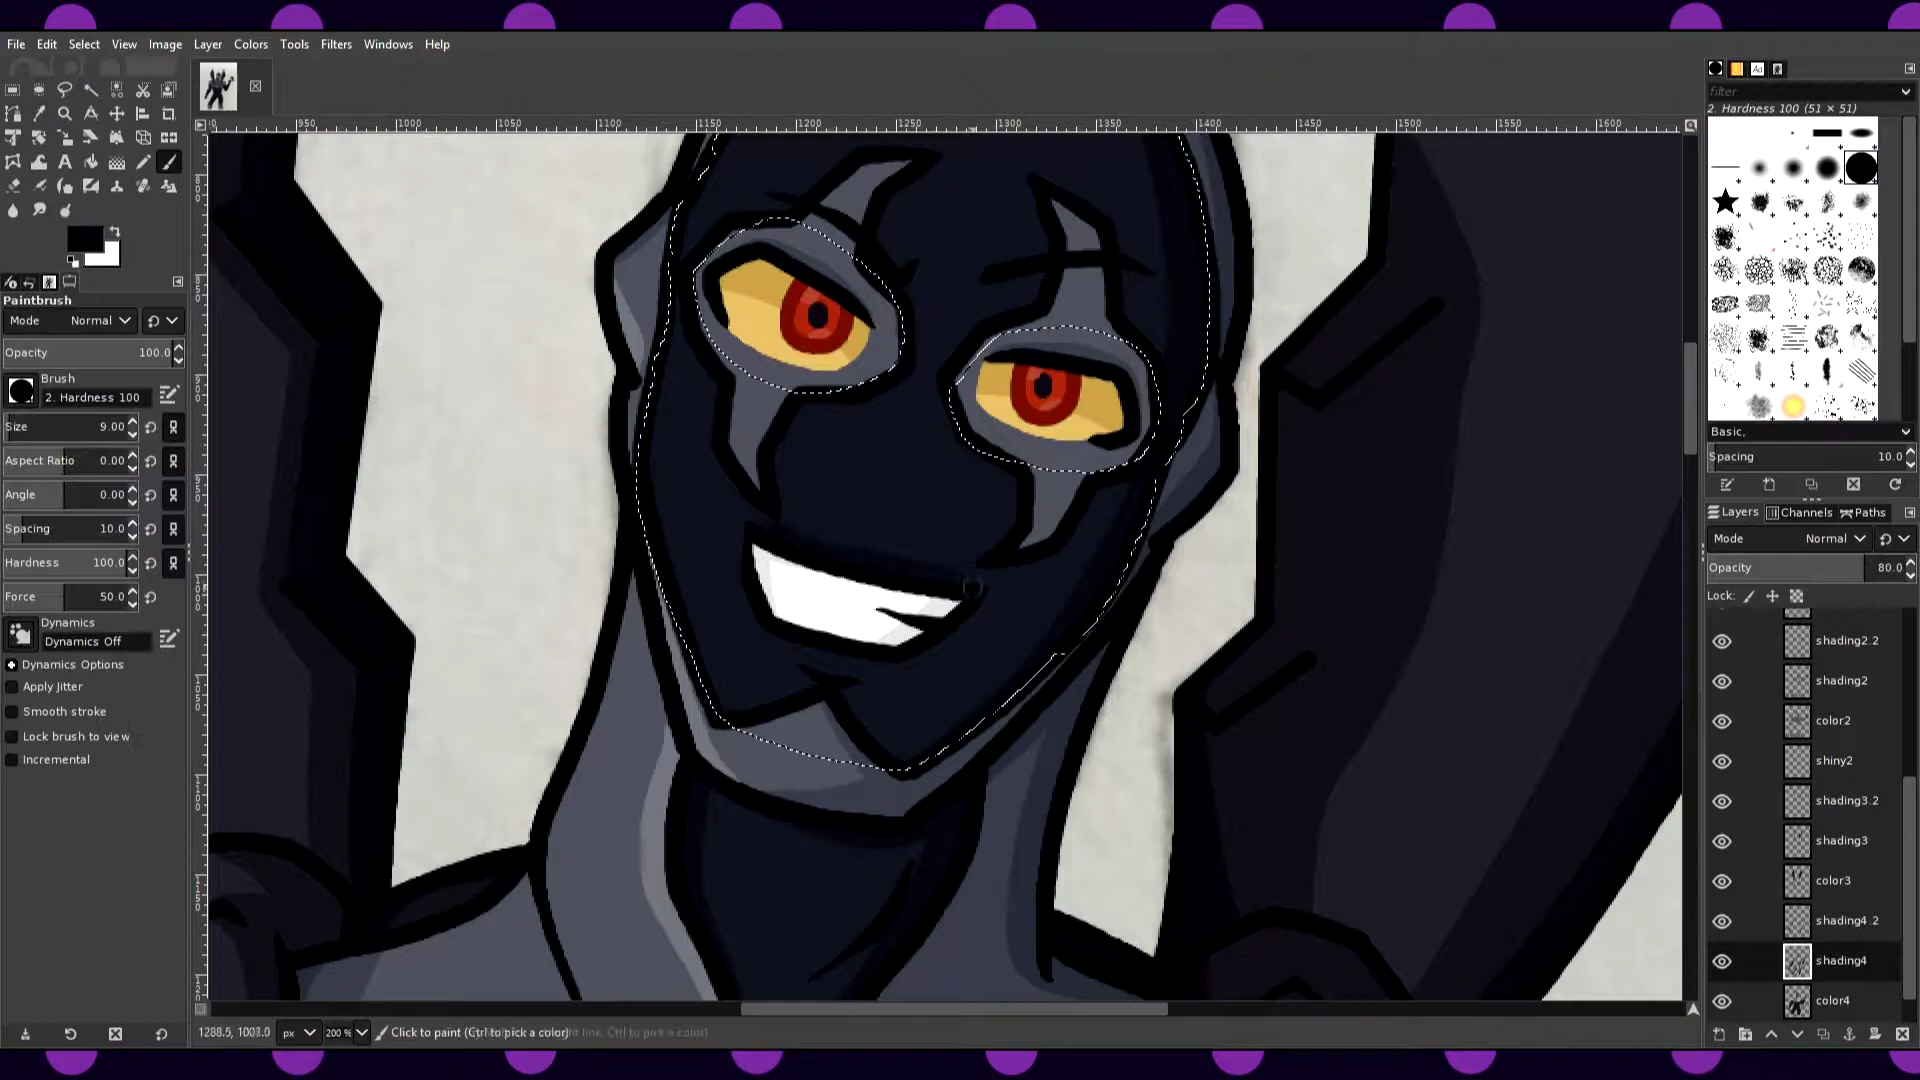 File Edit Select View Image Layer Colors Tools Filters Windows Help
Paintbrush
Mode Normal
Opacity 100.0
Brush
2. Hardness 100
Size 9.00
Aspect Ratio 0.00
Angle 0.00
Spacing 10.0
Hardness 100.0
Force 50.0
Dynamics
Dynamics Off
Dynamics Options
Apply Jitter
Smooth stroke
Lock brush to view
Incremental
950 1000 1050 1100 1150 1200 1250 1300 1350 1400 1450 1500 1550 1600
1288.5, 1003.0 px 200 % Click to paint (Ctrl to pick a color)
filter
2. Hardness 100 (51 × 51)
Basic,
Spacing 10.0
Layers Channels Paths
Mode Normal
Opacity 80.0
Lock:
shading2.2
shading2
color2
shiny2
shading3.2
shading3
color3
shading4.2
shading4
color4